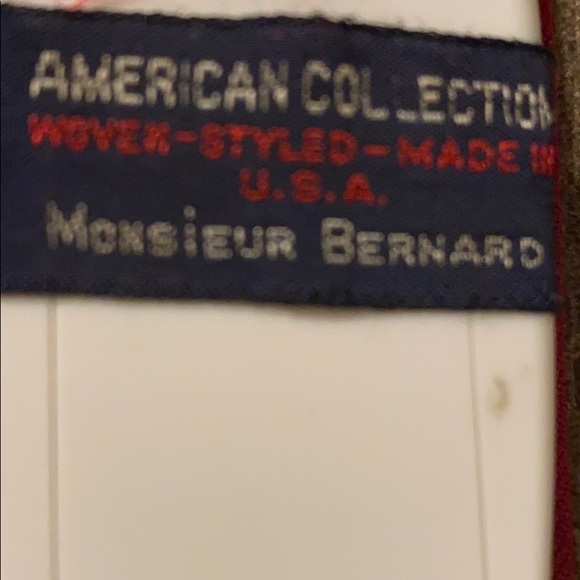 AMERICAN COLLECTION
WOVEN-STYLED-MADE IN
U.S.A.
Monsieur Bernard